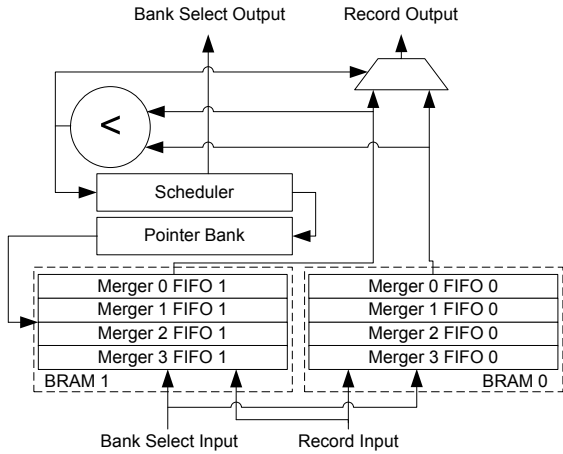 Bank Select Output
Record Output
<
Scheduler
Pointer Bank
Merger 0 FIFO 1
Merger 1 FIFO 1
Merger 2 FIFO 1
Merger 3 FIFO 1
BRAM 1
Merger 0 FIFO 0
Merger 1 FIFO 0
Merger 2 FIFO 0
Merger 3 FIFO 0
BRAM 0
Bank Select Input
Record Input